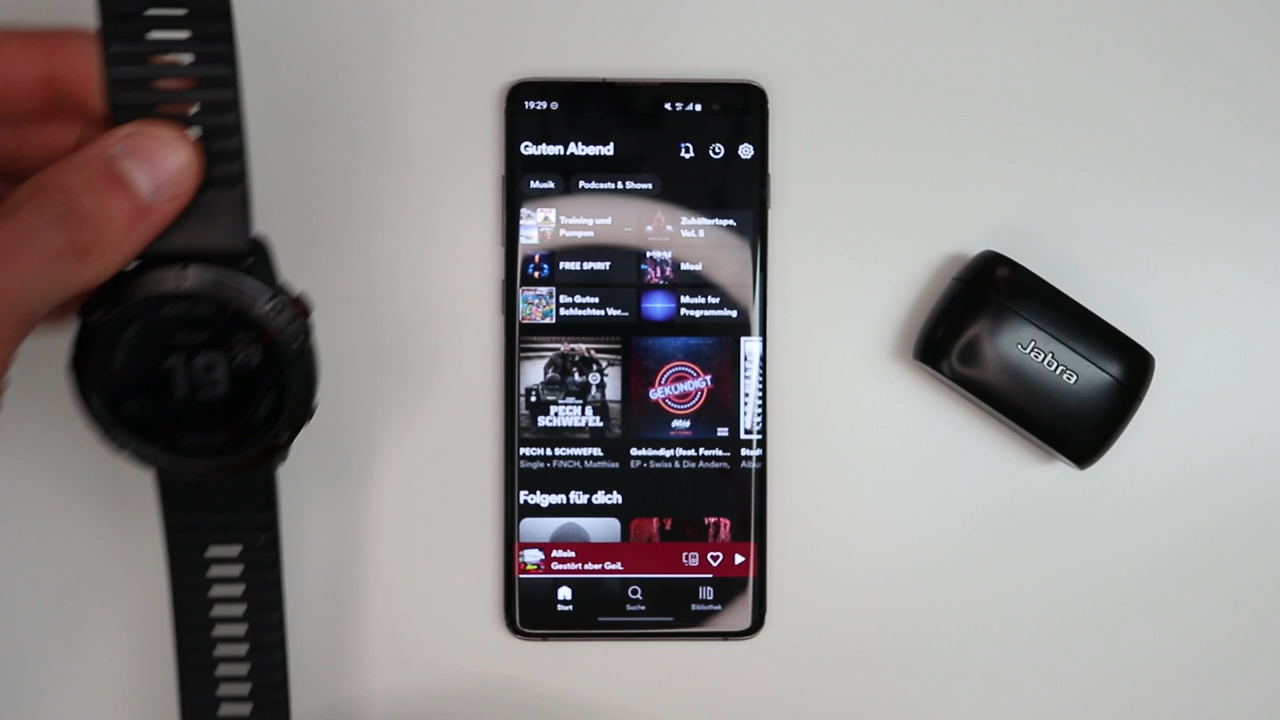 19:29
Guten Abend
Musik
Podcasts & Shows
Training und
Pumpen
Zuhältertape,
Vol. 5
FREE SPIRIT
Mosl
Ein Gutes
Schlechtes Vor...
Music for
Programming
PECH &
SCHWEFEL
GEKÜNDIGT
PECH & SCHWEFEL
Single • FiNCH, Matthias
Gekündigt (feat. Ferris...
EP • Swiss & Die Andern,
Folgen für dich
Allein
Gestört aber GeiL
Start
Suche
Bibliothek
19
Jabra